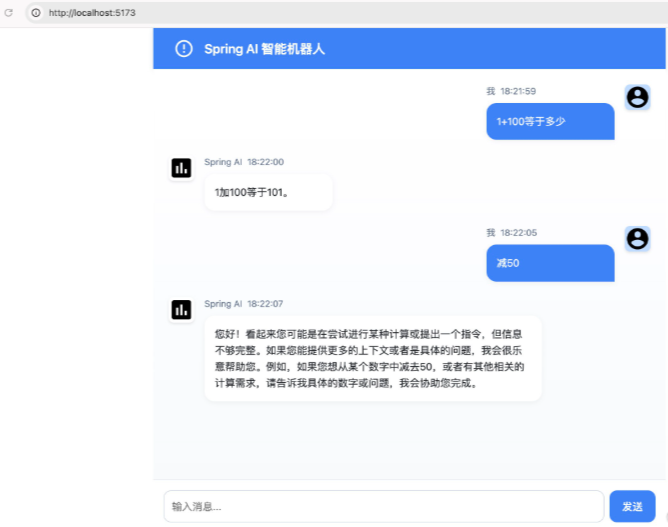 http://localhost:5173
Spring AI 智能机器人
我 18:21:59
1+100等于多少
Spring AI 18:22:00
1加100等于101。
我 18:22:05
减50
Spring AI 18:22:07
您好！看起来您可能是在尝试进行某种计算或提出一个指令，但信息
不够完整。如果您能提供更多的上下文或者是具体的问题，我会很乐
意帮助您。例如，如果您想从某个数字中减去50，或者有其他相关的
计算需求，请告诉我具体的数字或问题，我会协助您完成。
输入消息...
发送